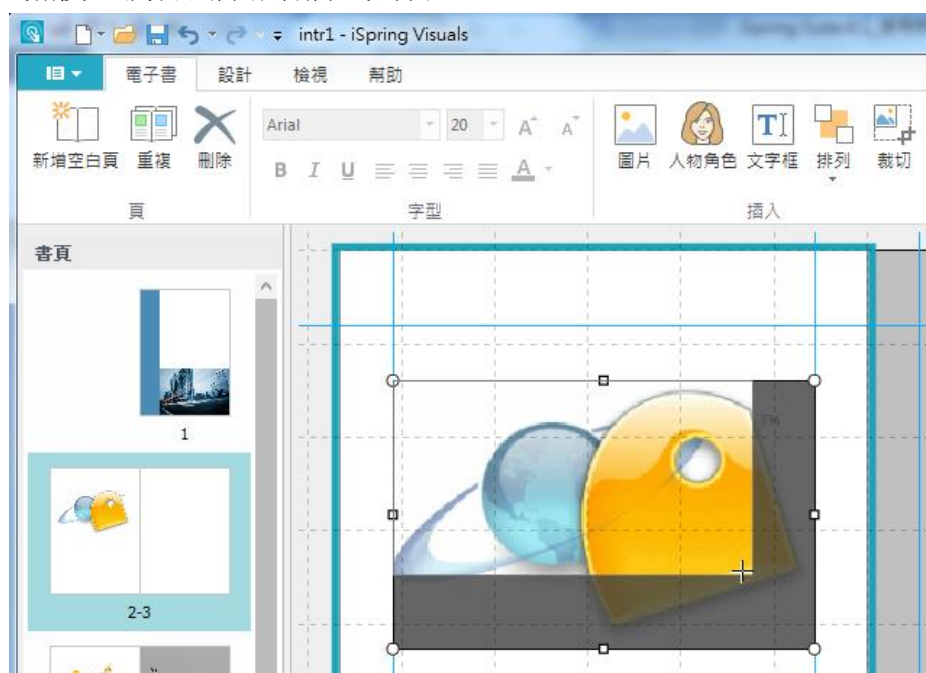 intr1 - iSpring Visuals
電子書 設計 檢視 幫助
Arial 20 A A
新增空白頁 重複 刪除 B I U A 圖片 人物角色 文字框 排列 裁切
頁 字型 插入
書頁
1
2-3
TM